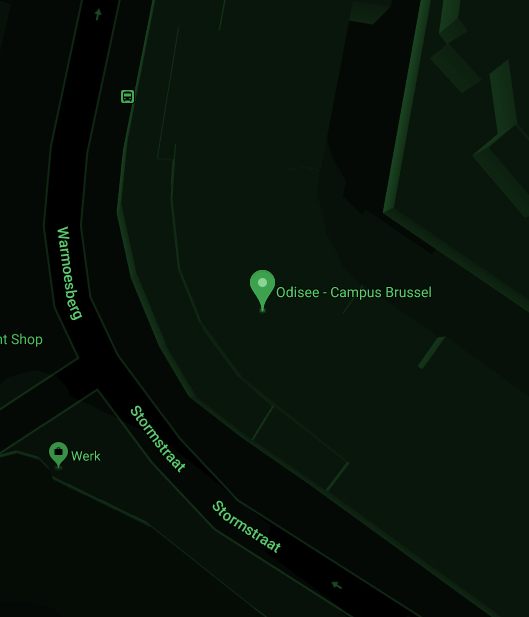 Warmoesberg
Odisee - Campus Brussel
nt Shop
Stormstraat
Werk
Stormstraat